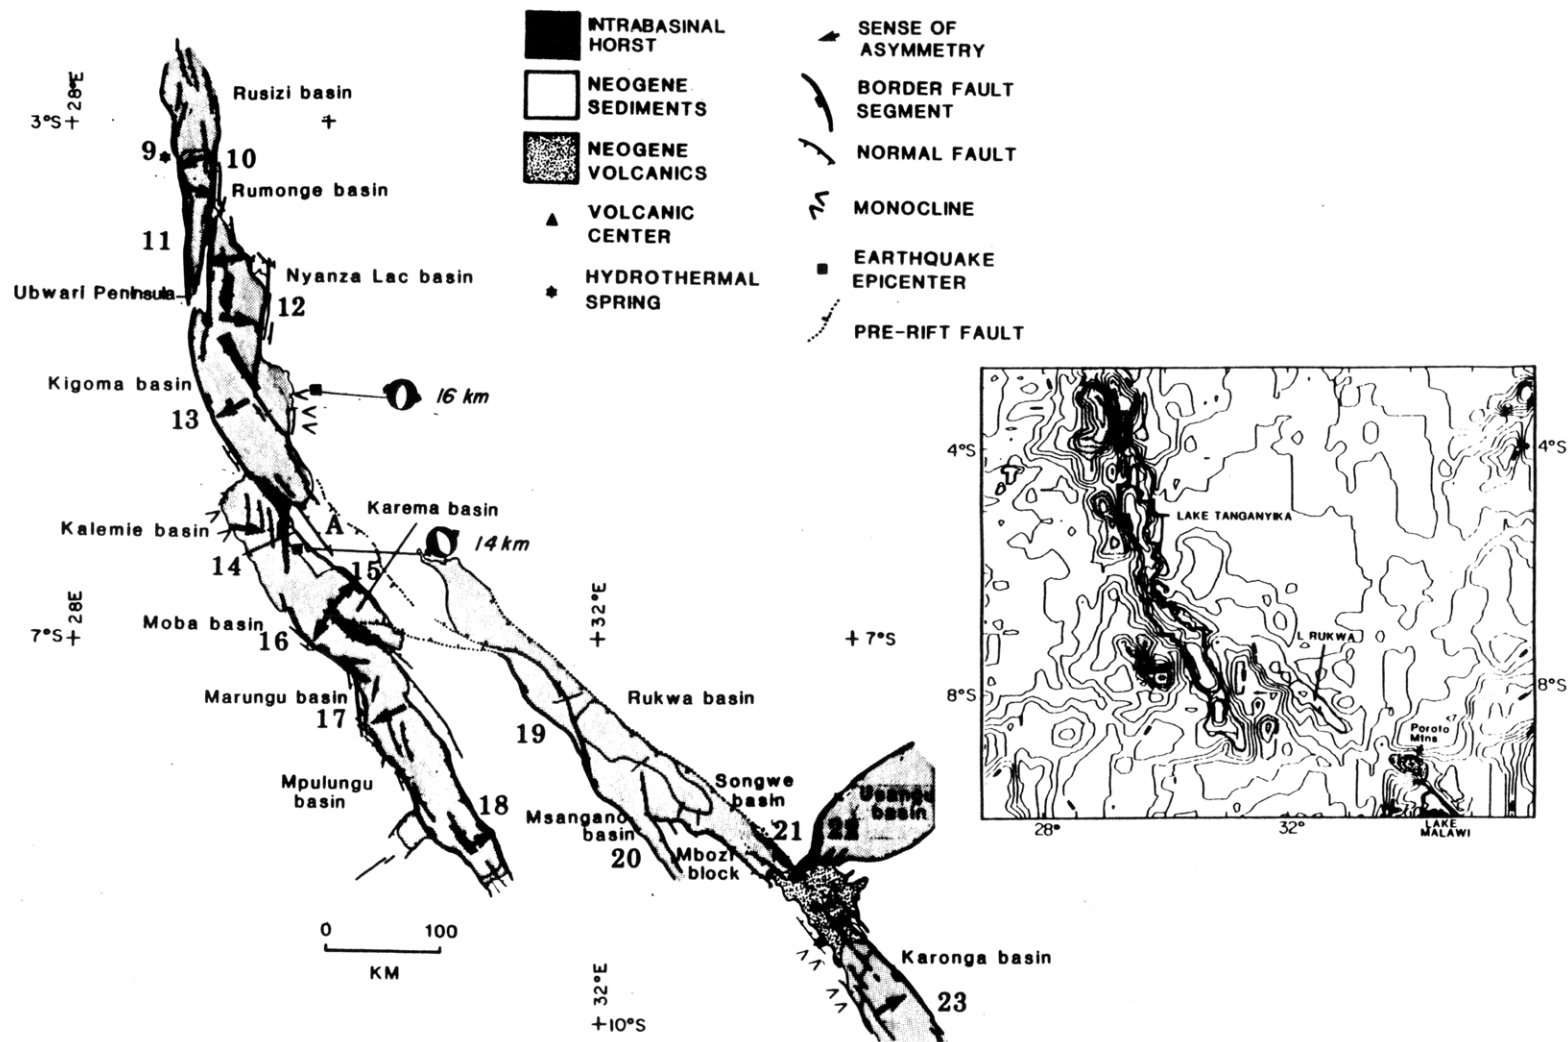 INTRABASINAL
HORST
NEOGENE
SEDIMENTS
NEOGENE
VOLCANICS
VOLCANIC
CENTER
HYDROTHERMAL
SPRING
SENSE OF
ASYMMETRY
BORDER FAULT
SEGMENT
NORMAL FAULT
MONOCLINE
EARTHQUAKE
EPICENTER
PRE-RIFT FAULT
28°E
3°S
Rusizi basin
9
10
Rumonge basin
11
Nyanza Lac basin
Ubwari Peninsula
12
Kigoma basin
13
16 km
Karema basin
A
Kalemie basin
14 km
14
15
28°E
32°E
7°S
7°S
Moba basin
16
Marungu basin
17
Rukwa basin
19
Mpulungu
basin
18
Songwe
basin
Usangu
basin
Msangano
basin
21
22
20
Mbozi
block
0
100
KM
Karonga basin
23
32°E
10°S
4°S
4°S
LAKE TANGANYIKA
L RUKWA
8°S
8°S
Poroto
Mtns
28°
32°
LAKE
MALAWI